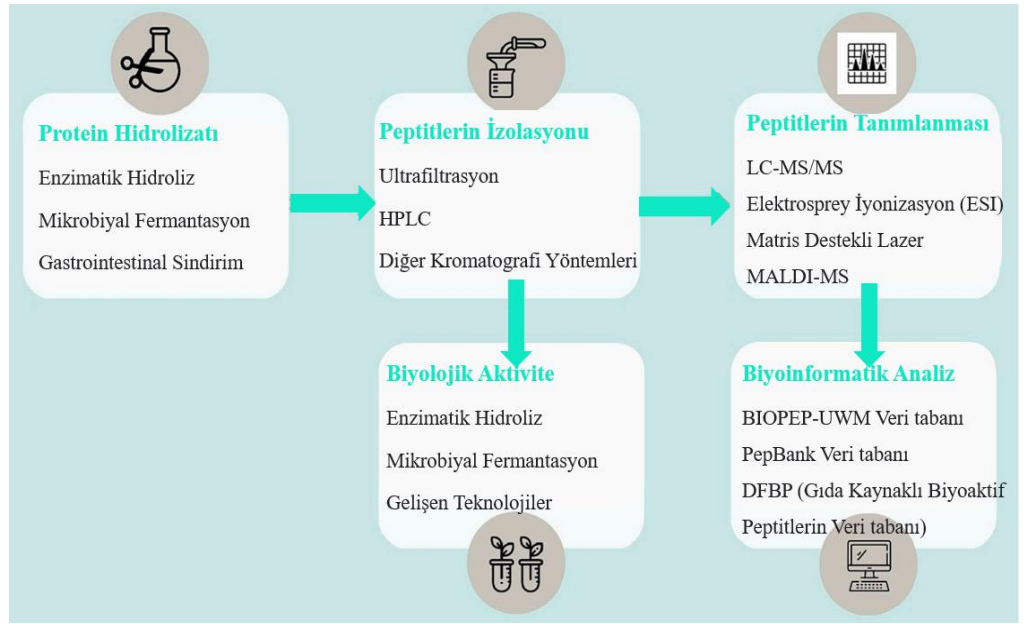 Protein Hidrolizatı
Enzimatik Hidroliz
Mikrobiyal Fermantasyon
Gastrointestinal Sindirim
Peptitlerin İzolasyonu
Ultrafiltrasyon
HPLC
Diğer Kromatografi Yöntemleri
Peptitlerin Tanımlanması
LC-MS/MS
Elektrosprey İyonizasyon (ESI)
Matris Destekli Lazer
MALDI-MS
Biyolojik Aktivite
Enzimatik Hidroliz
Mikrobiyal Fermantasyon
Gelişen Teknolojiler
Biyoinformatik Analiz
BIOPEP-UWM Veri tabanı
PepBank Veri tabanı
DFBP (Gıda Kaynaklı Biyoaktif
Peptitlerin Veri tabanı)